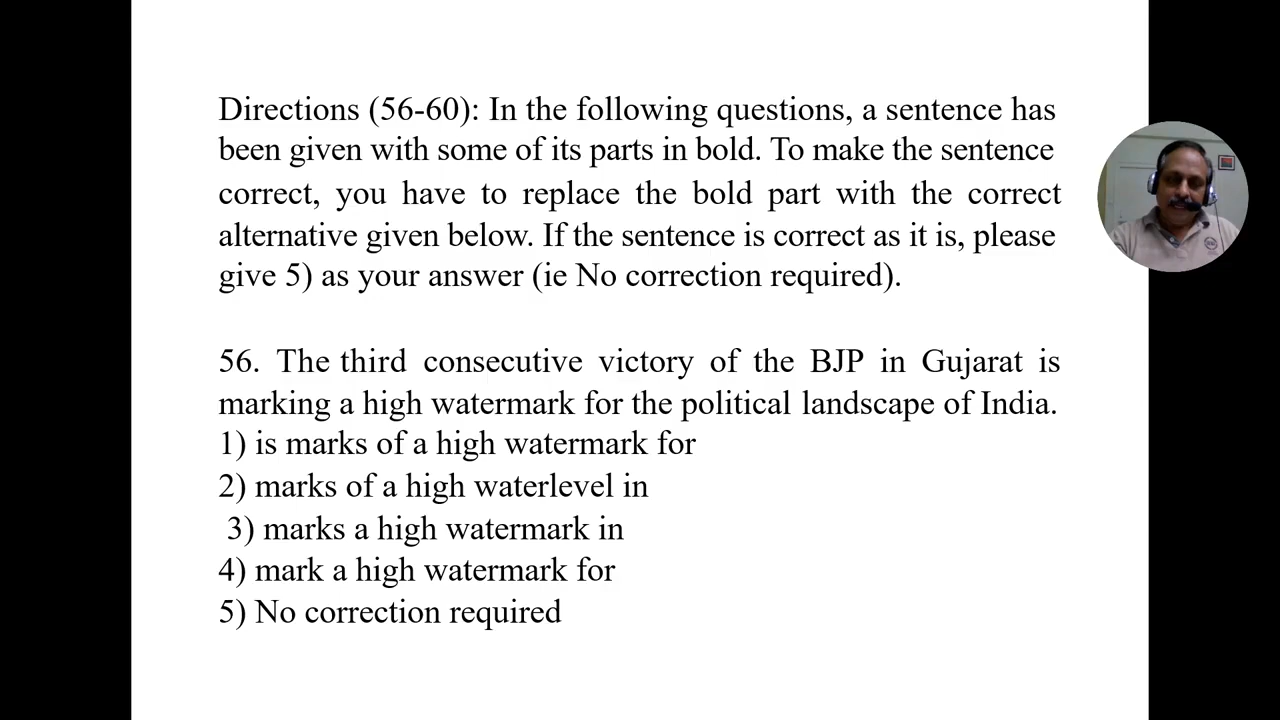 Directions (56-60): In the following questions, a sentence has
been given with some of its parts in bold. To make the sentence
correct, you have to replace the bold part with the correct
alternative given below. If the sentence is correct as it is, please
give 5) as your answer (ie No correction required).
56. The third consecutive victory of the BJP in Gujarat is
marking a high watermark for the political landscape of India.
1) is marks of a high watermark for
2) marks of a high waterlevel in
3) marks a high watermark in
4) mark a high watermark for
5) No correction required